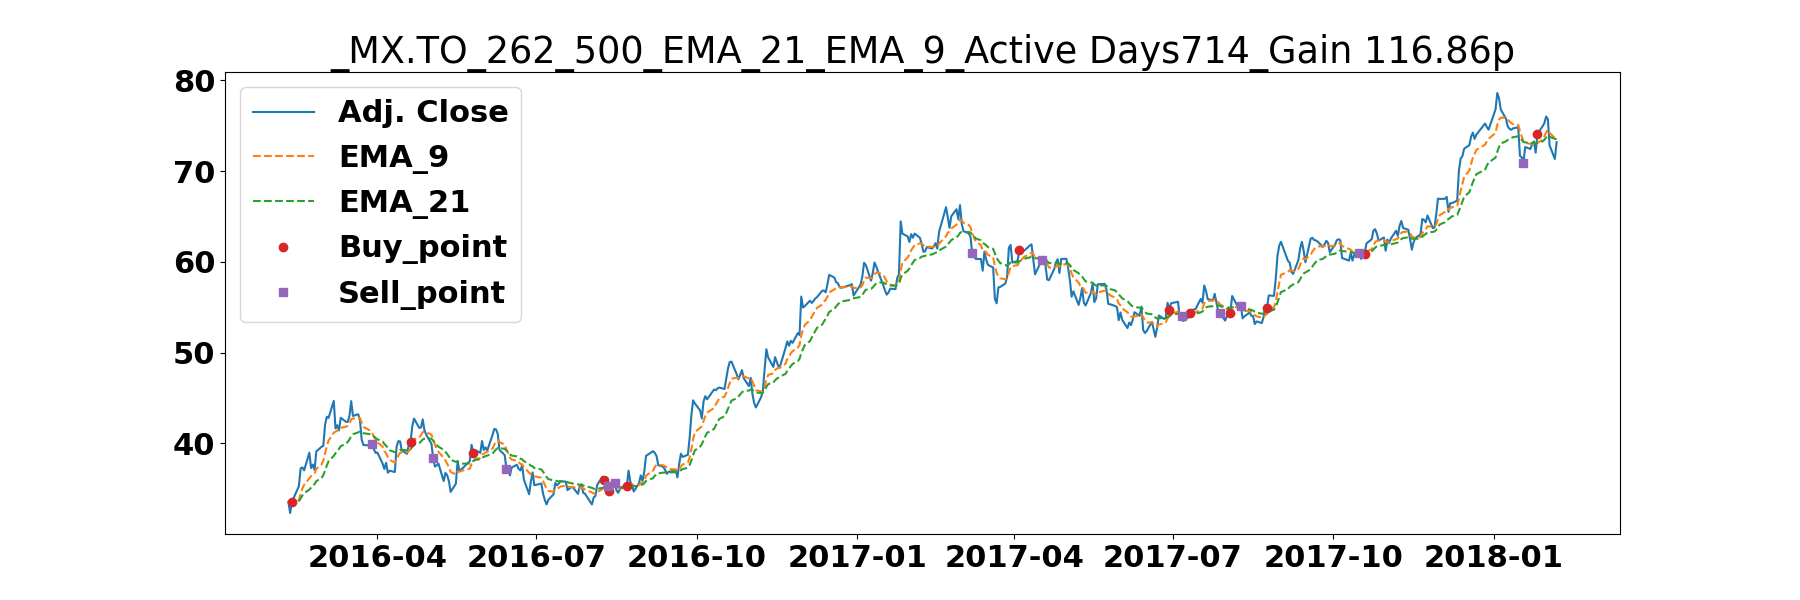 _MX.TO_262_500_EMA_21_EMA_9_Active Days714_Gain 116.86p
80
70
60
50
40
Adj. Close
EMA_9
EMA_21
Buy_point
Sell_point
2016-04 2016-07 2016-10 2017-01 2017-04 2017-07 2017-10 2018-01